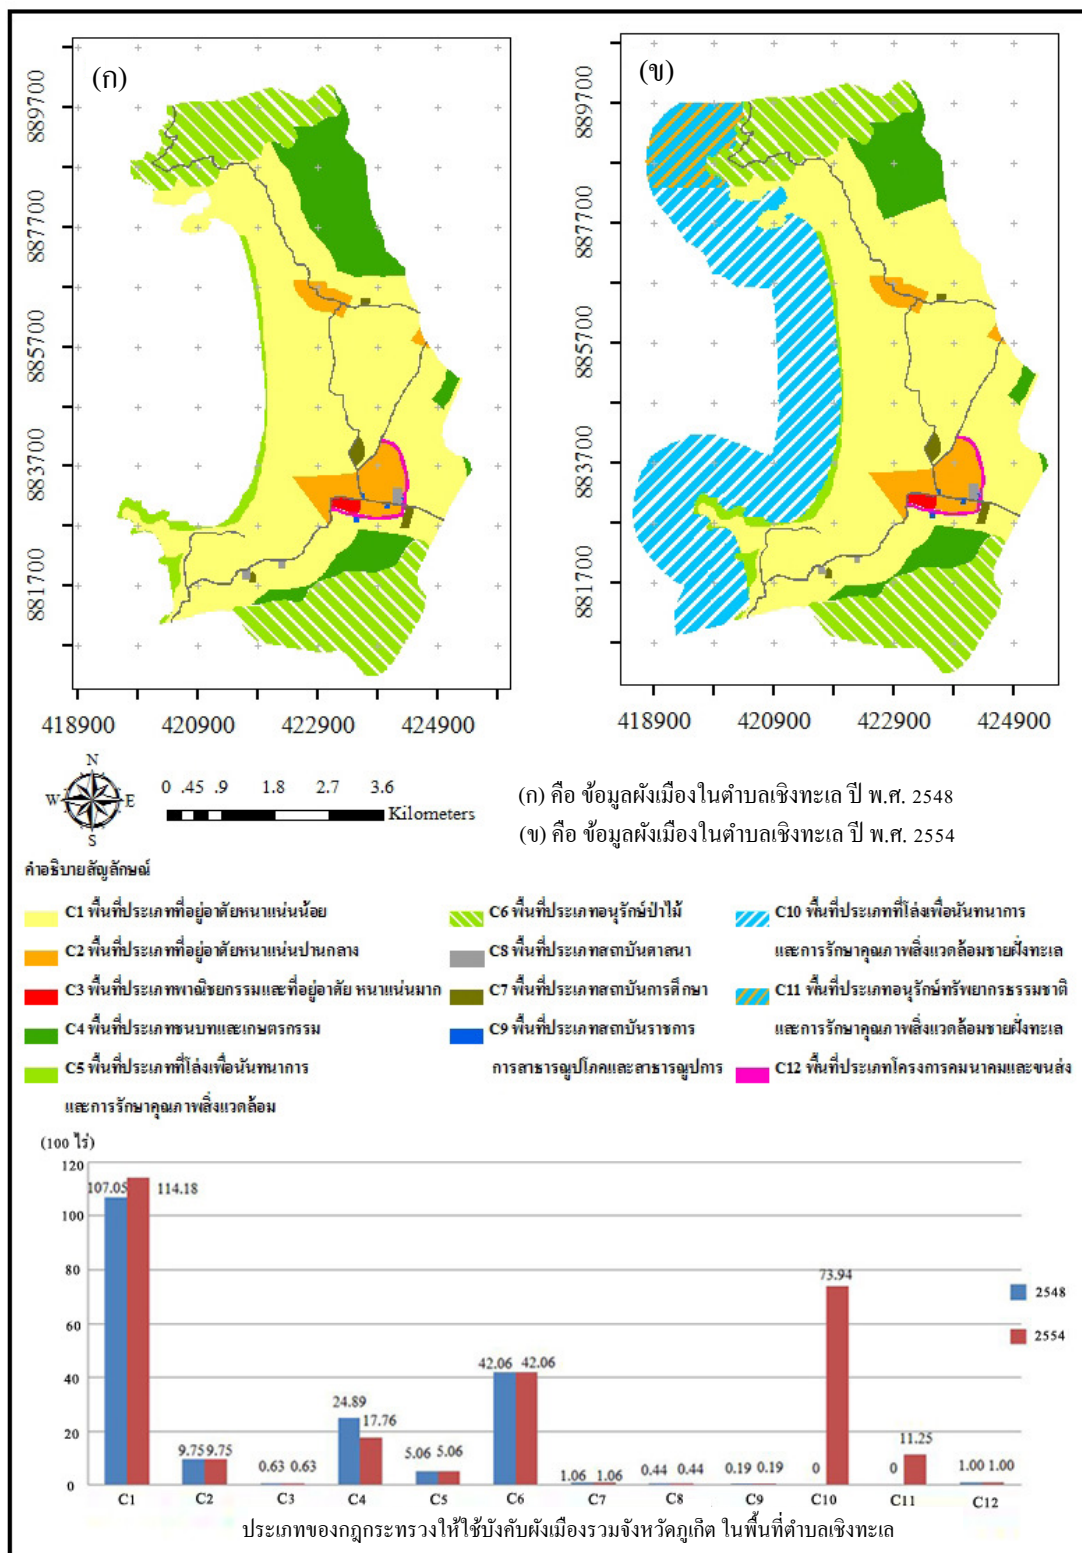 (ก)
(ข)
889700
887700
885700
883700
881700
889700
887700
885700
883700
881700
418900 420900 422900 424900
418900 420900 422900 424900
N
W E
S
0 .45 .9 1.8 2.7 3.6
Kilometers
(ก) คือ ข้อมูลผังเมืองในตำบลเชิงทะเล ปี พ.ศ. 2548
(ข) คือ ข้อมูลผังเมืองในตำบลเชิงทะเล ปี พ.ศ. 2554
คำอธิบายสัญลักษณ์
C1 พื้นที่ประเภทที่อยู่อาศัยหนาแน่นน้อย
C2 พื้นที่ประเภทที่อยู่อาศัยหนาแน่นปานกลาง
C3 พื้นที่ประเภทพาณิชยกรรมและที่อยู่อาศัย หนาแน่นมาก
C4 พื้นที่ประเภทชนบทและเกษตรกรรม
C5 พื้นที่ประเภทที่โล่งเพื่อนันทนาการ
และการรักษาคุณภาพสิ่งแวดล้อม
C6 พื้นที่ประเภทอนุรักษ์ป่าไม้
C8 พื้นที่ประเภทสถาบันศาสนา
C7 พื้นที่ประเภทสถาบันการศึกษา
C9 พื้นที่ประเภทสถาบันราชการ
การสาธารณูปโภคและสาธารณูปการ
C10 พื้นที่ประเภทที่โล่งเพื่อนันทนาการ
และการรักษาคุณภาพสิ่งแวดล้อมชายฝั่งทะเล
C11 พื้นที่ประเภทอนุรักษ์ทรัพยากรธรรมชาติ
และการรักษาคุณภาพสิ่งแวดล้อมชายฝั่งทะเล
C12 พื้นที่ประเภทโครงการคมนาคมและขนส่ง
(100 ไร่)
120
100
80
60
40
20
0
107.05 114.18
9.75 9.75
0.63 0.63
24.89 17.76
5.06 5.06
42.06 42.06
1.06 1.06
0.44 0.44
0.19 0.19
0 73.94
0 11.25
1.00 1.00
2548
2554
C1 C2 C3 C4 C5 C6 C7 C8 C9 C10 C11 C12
ประเภทของกฎกระทรวงให้ใช้บังคับผังเมืองรวมจังหวัดภูเก็ต ในพื้นที่ตำบลเชิงทะเล